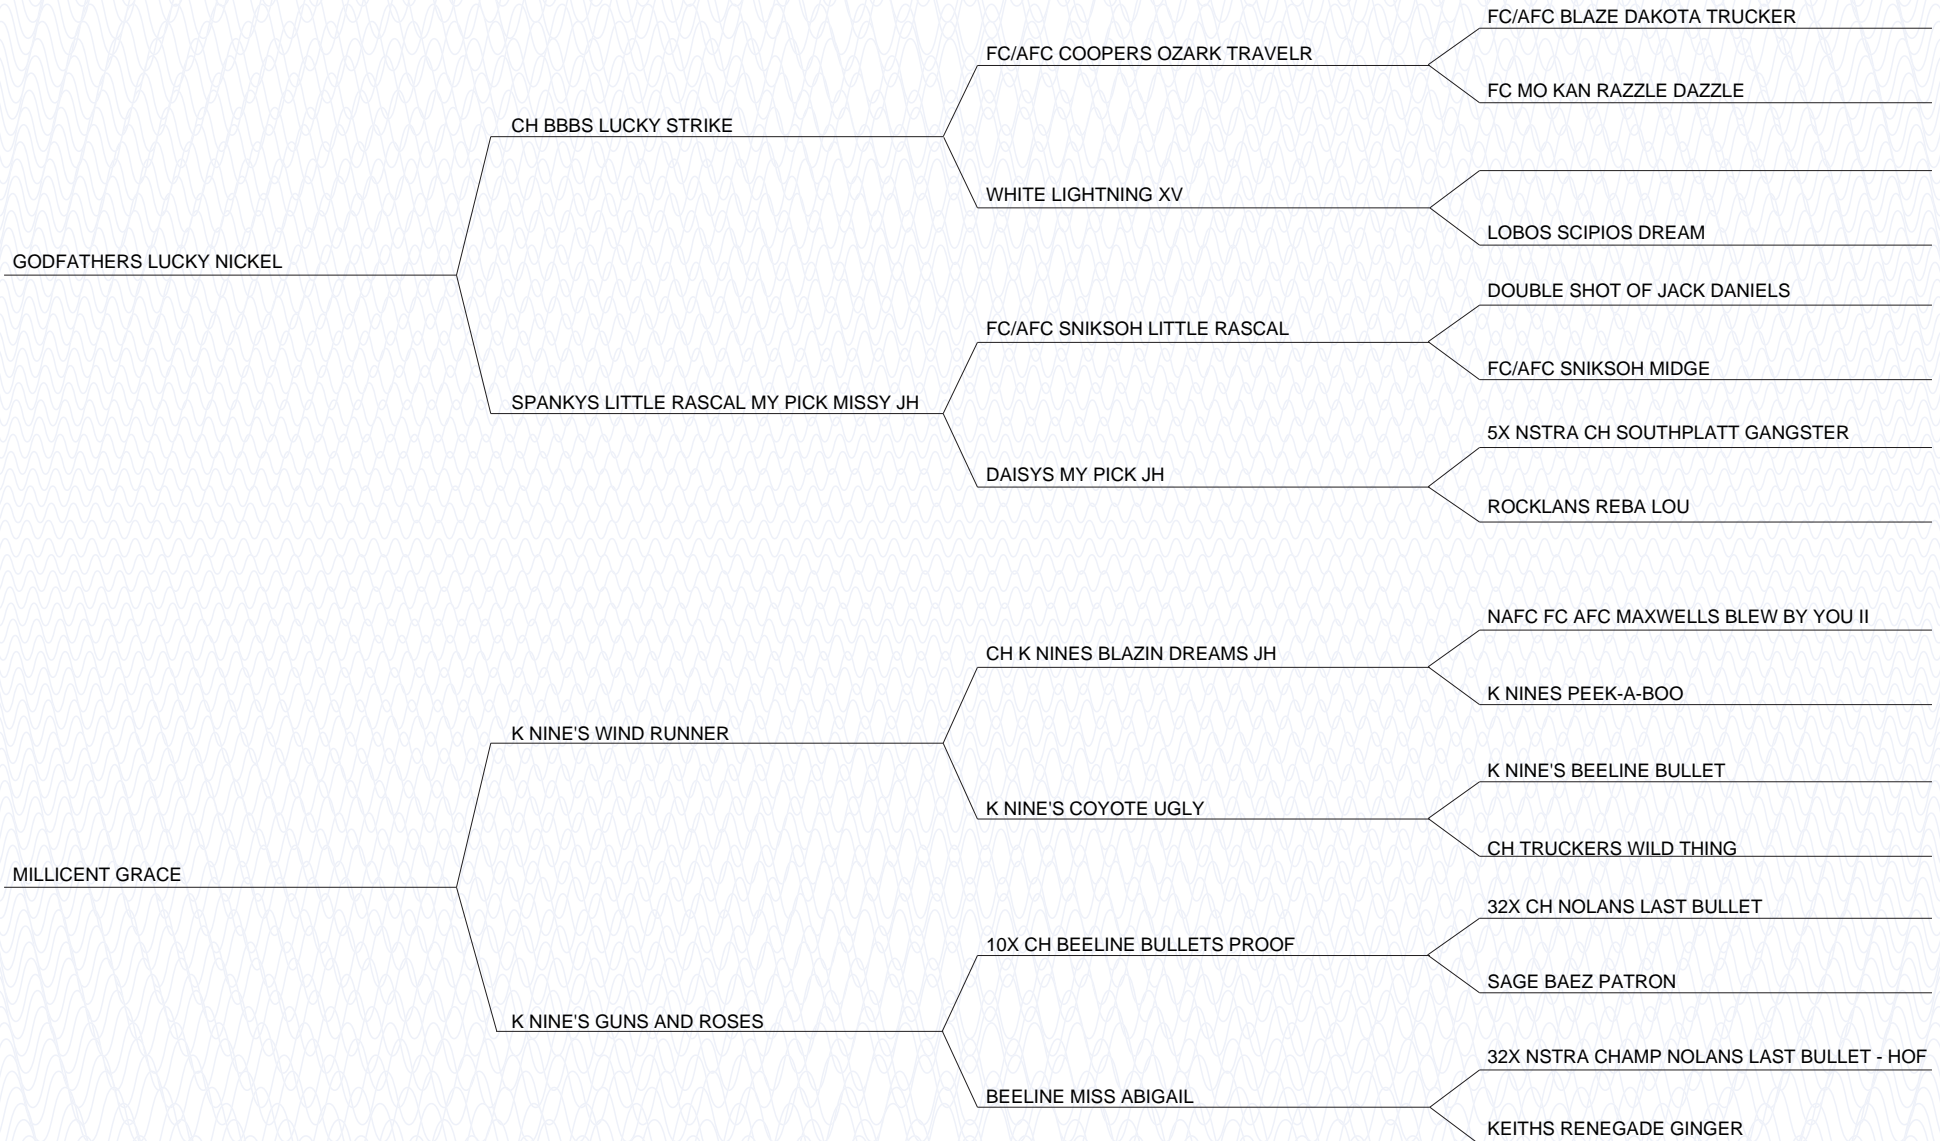 FC/AFC BLAZE DAKOTA TRUCKER
FC/AFC COOPERS OZARK TRAVELR
FC MO KAN RAZZLE DAZZLE
CH BBBS LUCKY STRIKE
WHITE LIGHTNING XV
LOBOS SCIPIOS DREAM
GODFATHERS LUCKY NICKEL
DOUBLE SHOT OF JACK DANIELS
FC/AFC SNIKSOH LITTLE RASCAL
FC/AFC SNIKSOH MIDGE
SPANKYS LITTLE RASCAL MY PICK MISSY JH
5X NSTRA CH SOUTHPLATT GANGSTER
DAISYS MY PICK JH
ROCKLANS REBA LOU
NAFC FC AFC MAXWELLS BLEW BY YOU II
CH K NINES BLAZIN DREAMS JH
K NINES PEEK-A-BOO
K NINE'S WIND RUNNER
K NINE'S BEELINE BULLET
K NINE'S COYOTE UGLY
CH TRUCKERS WILD THING
MILLICENT GRACE
32X CH NOLANS LAST BULLET
10X CH BEELINE BULLETS PROOF
SAGE BAEZ PATRON
K NINE'S GUNS AND ROSES
32X NSTRA CHAMP NOLANS LAST BULLET - HOF
BEELINE MISS ABIGAIL
KEITHS RENEGADE GINGER